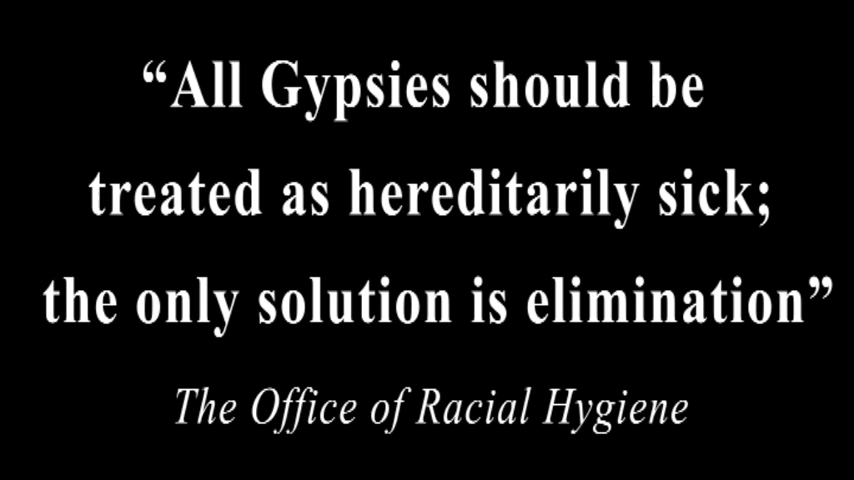 “All Gypsies should be
treated as hereditarily sick;
the only solution is elimination”
The Office of Racial Hygiene